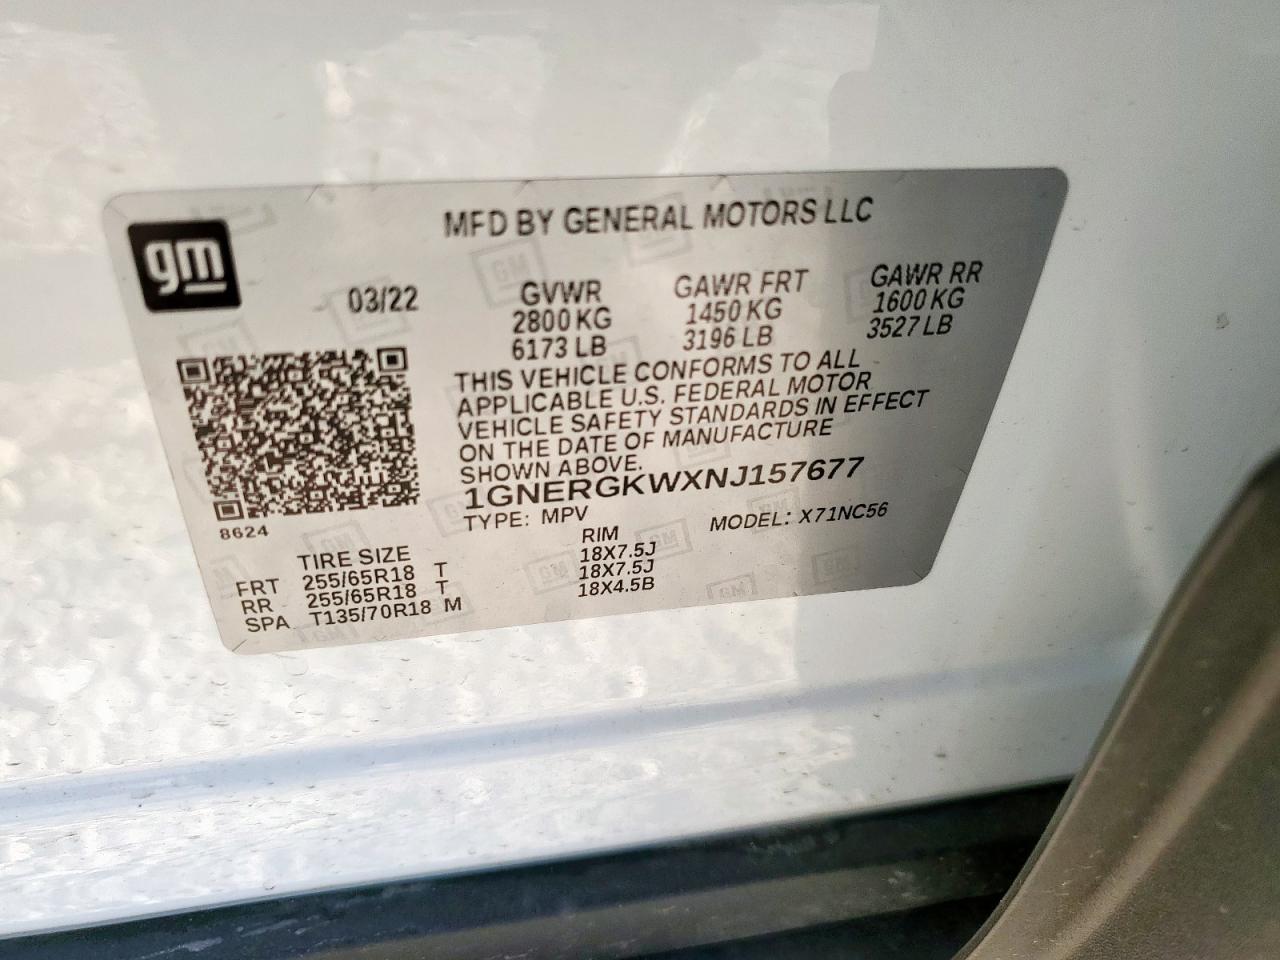 MFD BY GENERAL MOTORS LLC
gm
03/22 GVWR GAWR FRT GAWR RR
2800 KG 1450 KG 1600 KG
6173 LB 3196 LB 3527 LB
THIS VEHICLE CONFORMS TO ALL
APPLICABLE U.S. FEDERAL MOTOR
VEHICLE SAFETY STANDARDS IN EFFECT
ON THE DATE OF MANUFACTURE
SHOWN ABOVE.
1GNERGKWXNJ157677
8624
TYPE: MPV MODEL: X71NC56
TIRE SIZE RIM
FRT 255/65R18 T 18X7.5J
RR 255/65R18 T 18X7.5J
SPA T135/70R18 M 18X4.5B